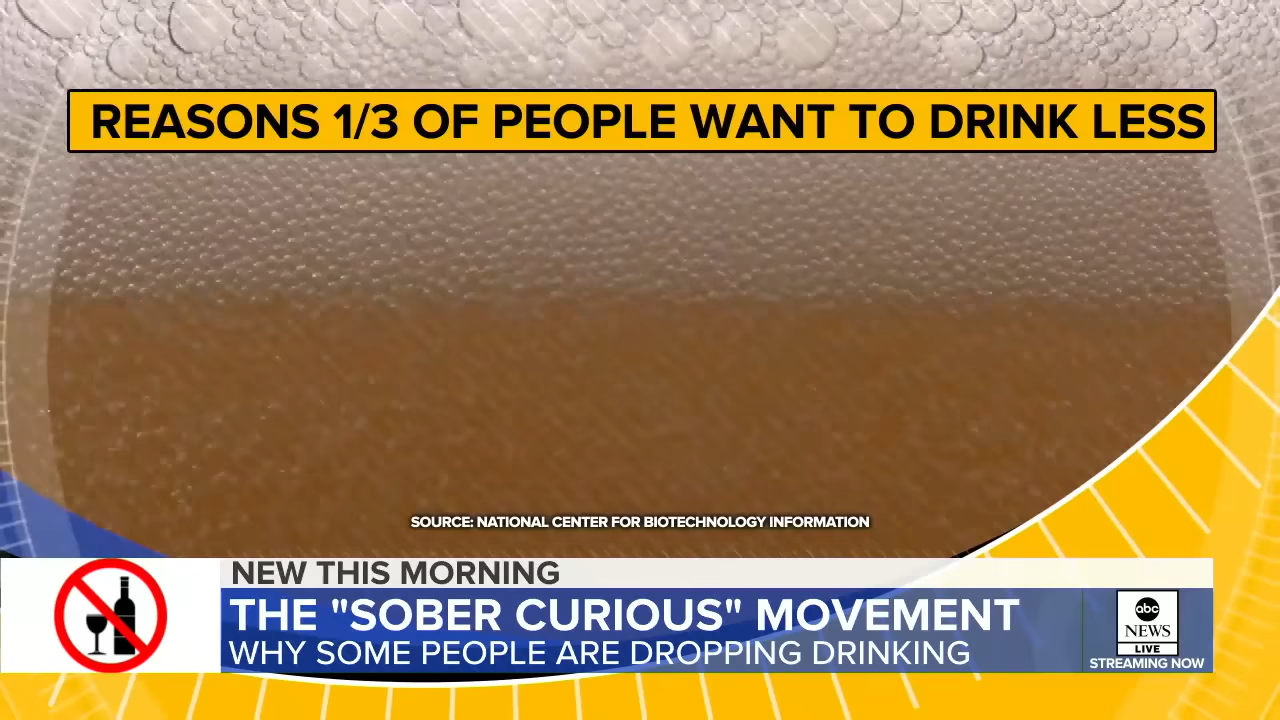 REASONS 1/3 OF PEOPLE WANT TO DRINK LESS
SOURCE: NATIONAL CENTER FOR BIOTECHNOLOGY INFORMATION
NEW THIS MORNING
THE "SOBER CURIOUS" MOVEMENT
WHY SOME PEOPLE ARE DROPPING DRINKING
abc
NEWS
LIVE
STREAMING NOW